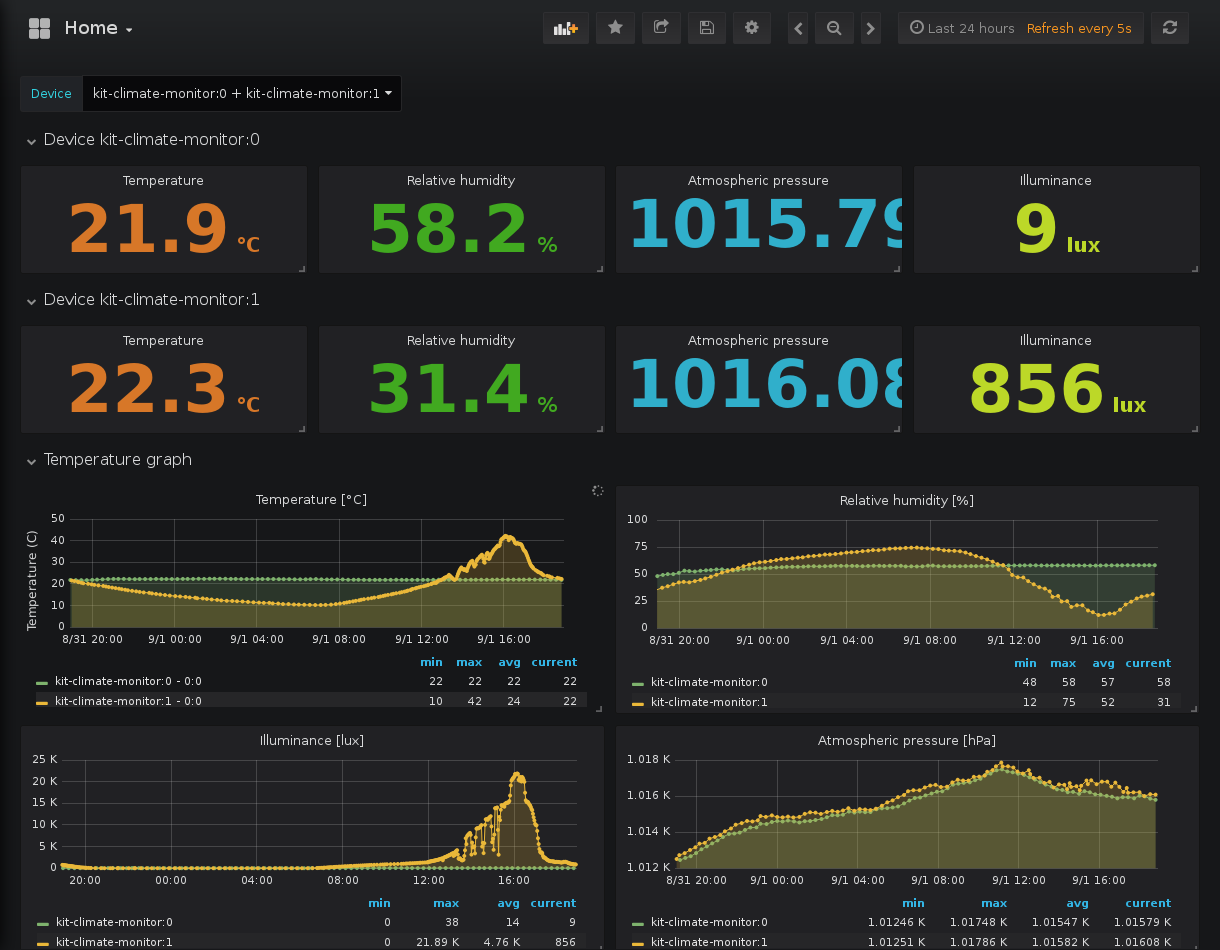 Home
Last 24 hours Refresh every 5s
Device kit-climate-monitor:0 + kit-climate-monitor:1
Device kit-climate-monitor:0
Temperature Relative humidity Atmospheric pressure Illuminance
21.9 °C 58.2 % 1015.79 9 lux
Device kit-climate-monitor:1
Temperature Relative humidity Atmospheric pressure Illuminance
22.3 °C 31.4 % 1016.08 856 lux
Temperature graph
Temperature [°C]
Temperature (C)
50
40
30
20
10
0
8/31 20:00 9/1 00:00 9/1 04:00 9/1 08:00 9/1 12:00 9/1 16:00
min max avg current
kit-climate-monitor:0 - 0:0 22 22 22 22
kit-climate-monitor:1 - 0:0 10 42 24 22
Relative humidity [%]
100
75
50
25
0
8/31 20:00 9/1 00:00 9/1 04:00 9/1 08:00 9/1 12:00 9/1 16:00
min max avg current
kit-climate-monitor:0 48 58 57 58
kit-climate-monitor:1 12 75 52 31
Illuminance [lux]
25 K
20 K
15 K
10 K
5 K
0
20:00 00:00 04:00 08:00 12:00 16:00
min max avg current
kit-climate-monitor:0 0 38 14 9
kit-climate-monitor:1 0 21.89 K 4.76 K 856
Atmospheric pressure [hPa]
1.018 K
1.016 K
1.014 K
1.012 K
8/31 20:00 9/1 00:00 9/1 04:00 9/1 08:00 9/1 12:00 9/1 16:00
min max avg current
kit-climate-monitor:0 1.01246 K 1.01748 K 1.01547 K 1.01579 K
kit-climate-monitor:1 1.01251 K 1.01786 K 1.01582 K 1.01608 K